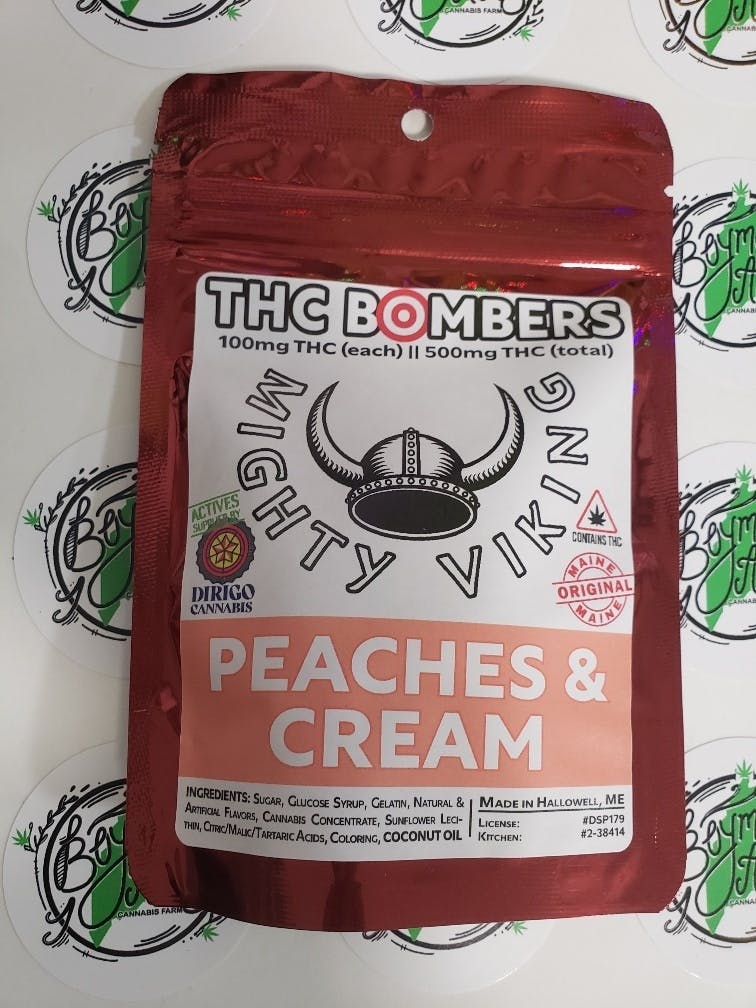 THC BOMBERS
100mg THC (each) || 500mg THC (total)
MIGHTY VIKING
ACTIVES
SUPPLIED BY
DIRIGO
CANNABIS
CONTAINS THC
MAINE
ORIGINAL
MAINE
PEACHES &
CREAM
INGREDIENTS: SUGAR, GLUCOSE SYRUP, GELATIN, NATURAL &
ARTIFICIAL FLAVORS, CANNABIS CONCENTRATE, SUNFLOWER LECI-
THIN, CITRIC/MALIC/TARTARIC ACIDS, COLORING, COCONUT OIL
MADE IN HALLOWELL, ME
LICENSE: #DSP179
KITCHEN: #2-38414
CANNABIS FARM
CANNABIS FARM